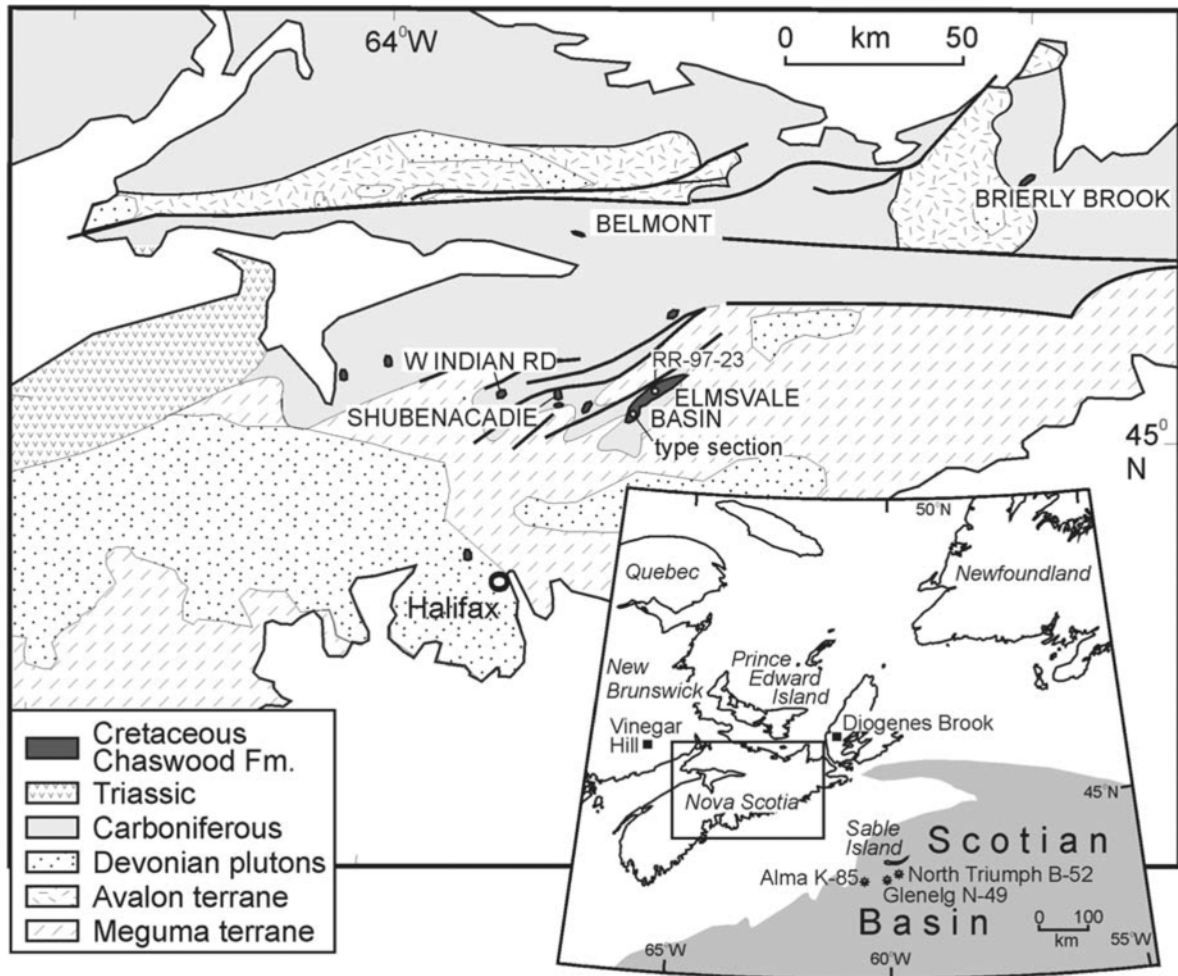 64°W
0 km 50
BRIERLY BROOK
BELMONT
W INDIAN RD
RR-97-23
SHUBENACADIE
ELMSVALE
BASIN
type section
45°
N
Halifax
Cretaceous
Chaswood Fm.
Triassic
Carboniferous
Devonian plutons
Avalon terrane
Meguma terrane
50°N
Quebec
Newfoundland
New
Brunswick
Prince
Edward
Island
Vinegar
Hill
Diogenes Brook
Nova Scotia
45°N
Sable
Island
Scotian
Alma K-85
North Triumph B-52
Glenelg N-49
Basin
0 100
km
65°W
60°W
55°W